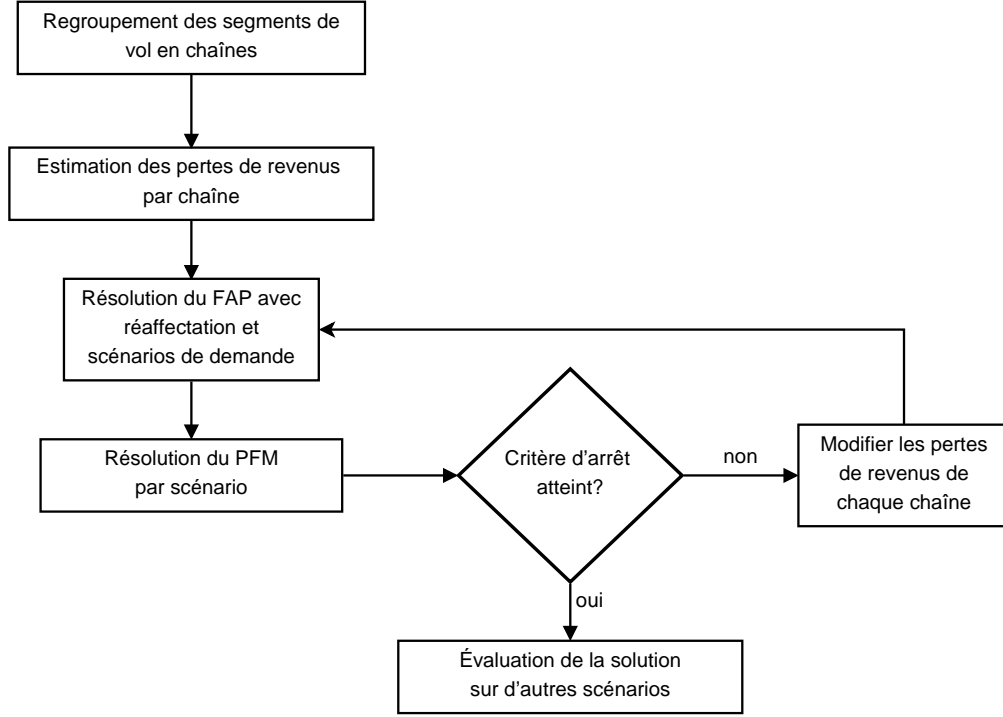 Regroupement des segments de
vol en chaînes
Estimation des pertes de revenus
par chaîne
Résolution du FAP avec
réaffectation et
scénarios de demande
Résolution du PFM
par scénario
Critère d'arrêt
atteint?
non
Modifier les pertes
de revenus de
chaque chaîne
oui
Évaluation de la solution
sur d'autres scénarios